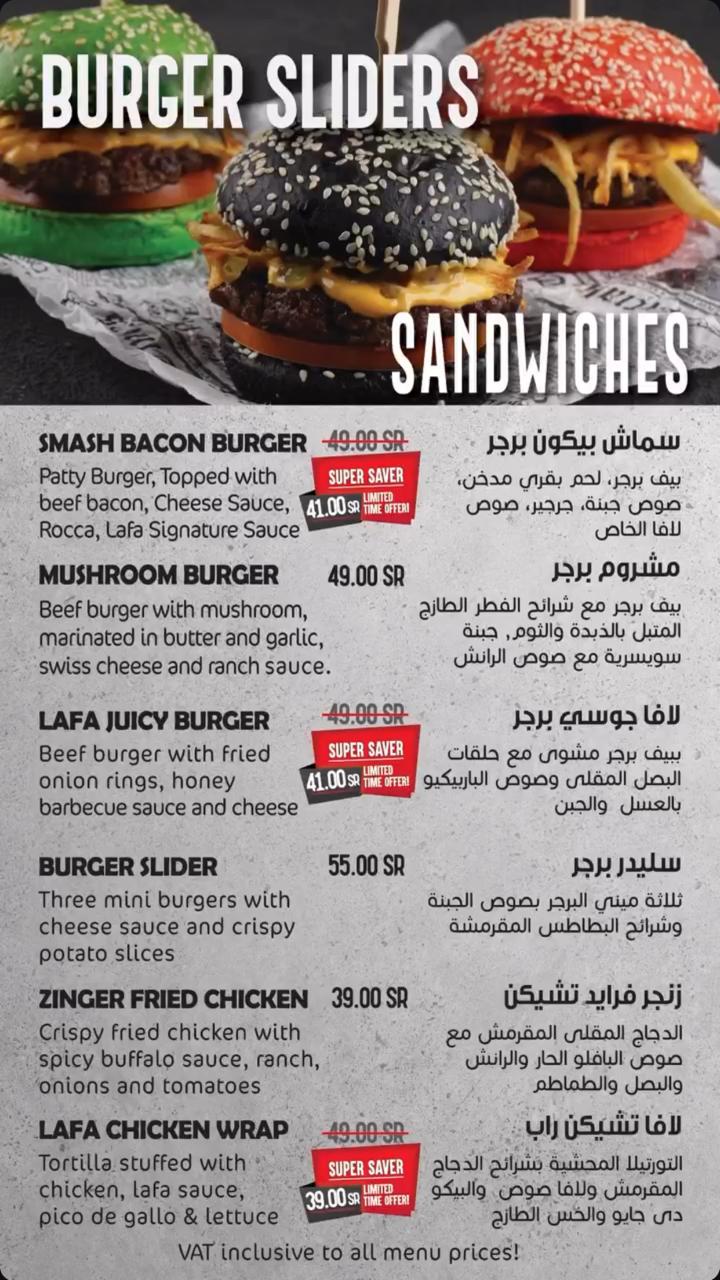 BURGER SLIDERS
SANDWICHES
SMASH BACON BURGER 49.00 SR
SUPER SAVER
41.00 SR LIMITED TIME OFFER!
Patty Burger, Topped with
beef bacon, Cheese Sauce,
Rocca, Lafa Signature Sauce
سماش بيكون برجر
بيف برجر، لحم بقري مدخن،
صوص جبنة، جرجير، صوص
لافا الخاص
MUSHROOM BURGER 49.00 SR
Beef burger with mushroom,
marinated in butter and garlic,
swiss cheese and ranch sauce.
مشروم برجر
بيف برجر مع شرائح الفطر الطازج
المتبل بالذبدة والثوم, جبنة
سويسرية مع صوص الرانش
LAFA JUICY BURGER 49.00 SR
SUPER SAVER
41.00 SR LIMITED TIME OFFER!
Beef burger with fried
onion rings, honey
barbecue sauce and cheese
لافا جوسي برجر
ببيف برجر مشوى مع حلقات
البصل المقلى وصوص الباربيكيو
بالعسل والجبن
BURGER SLIDER 55.00 SR
Three mini burgers with
cheese sauce and crispy
potato slices
سليدر برجر
ثلاثة ميني البرجر بصوص الجبنة
وشرائح البطاطس المقرمشة
ZINGER FRIED CHICKEN 39.00 SR
Crispy fried chicken with
spicy buffalo sauce, ranch,
onions and tomatoes
زنجر فرايد تشيكن
الدجاج المقلى المقرمش مع
صوص البافلو الحار والرانش
والبصل والطماطم
LAFA CHICKEN WRAP 49.00 SR
SUPER SAVER
39.00 SR LIMITED TIME OFFER!
Tortilla stuffed with
chicken, lafa sauce,
pico de gallo & lettuce
لافا تشيكن راب
التورتيلا المحشية بشرائح الدجاج
المقرمش ولافا صوص والبيكو
دى جايو والخس الطازج
VAT inclusive to all menu prices!